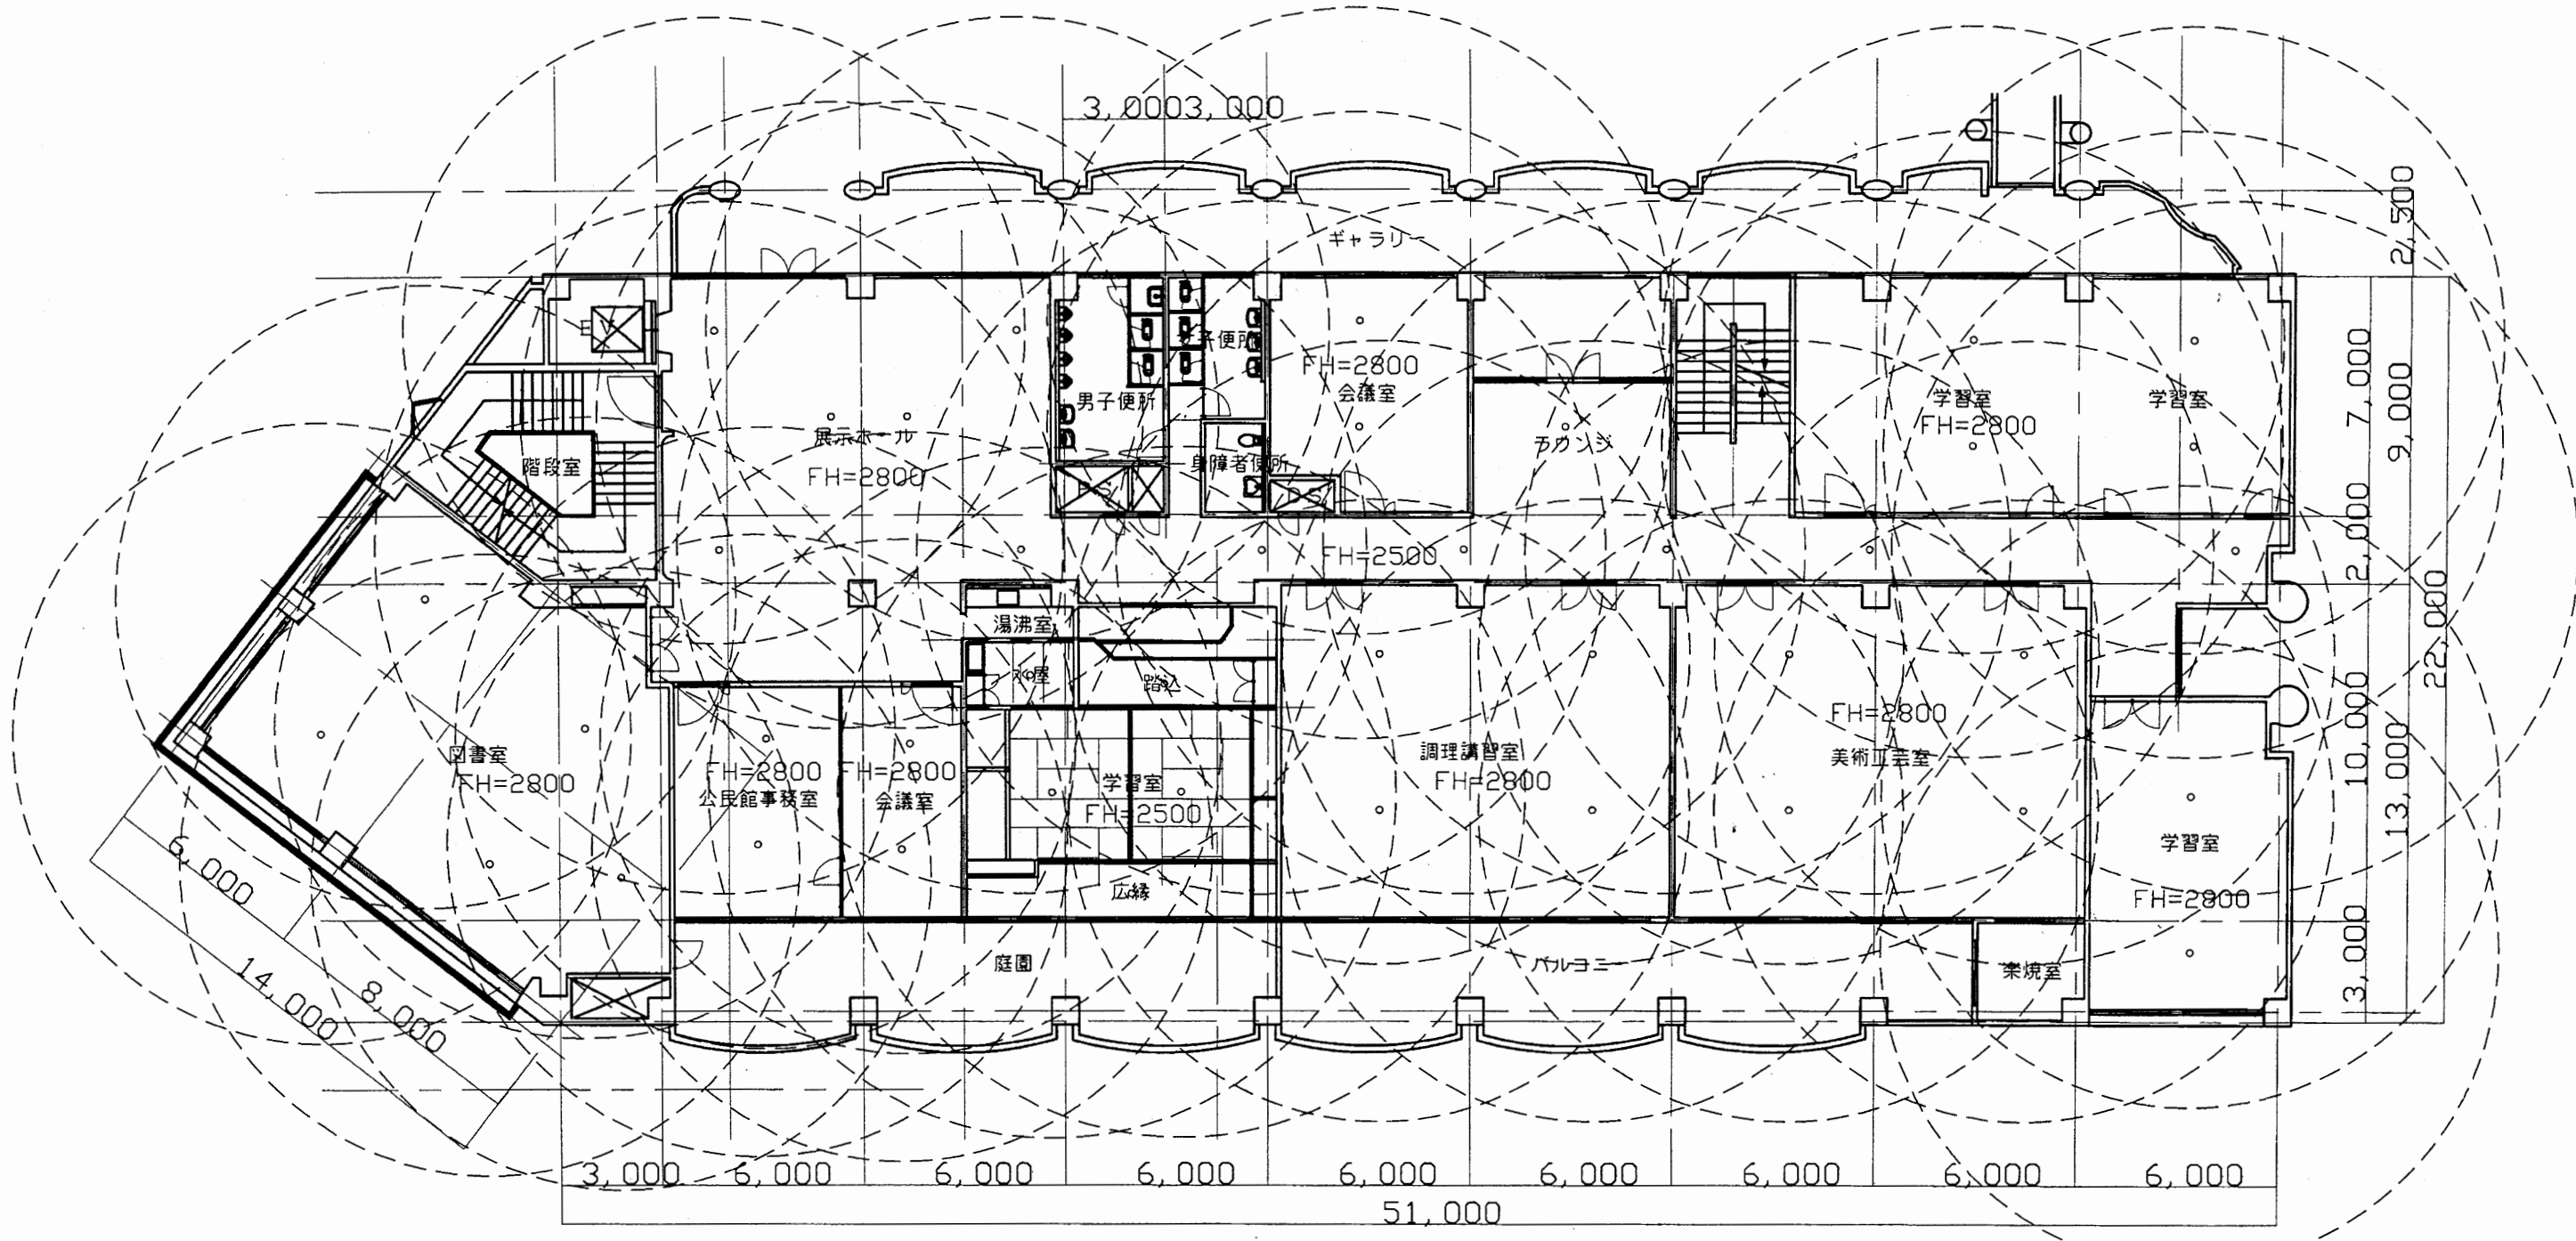 3,0003,000
2,500
ギャラリー
EV
女子便所
FH=2800
会議室
男子便所
学習室
FH=2800
学習室
7,000
9,000
展示ホール
FH=2800
ラウンジ
階段室
身障者便所
PS
PS
FH=2500
2,000
22,000
湯沸室
水屋
踏込
FH=2800
美術工芸室
図書室
FH=2800
FH=2800
公民館事務室
FH=2800
会議室
学習室
FH=2500
調理講習室
FH=2800
10,000
13,000
学習室
FH=2800
6,000
広縁
庭園
バルコニー
楽焼室
3,000
14,000
8,000
3,000 6,000 6,000 6,000 6,000 6,000 6,000 6,000 6,000
51,000